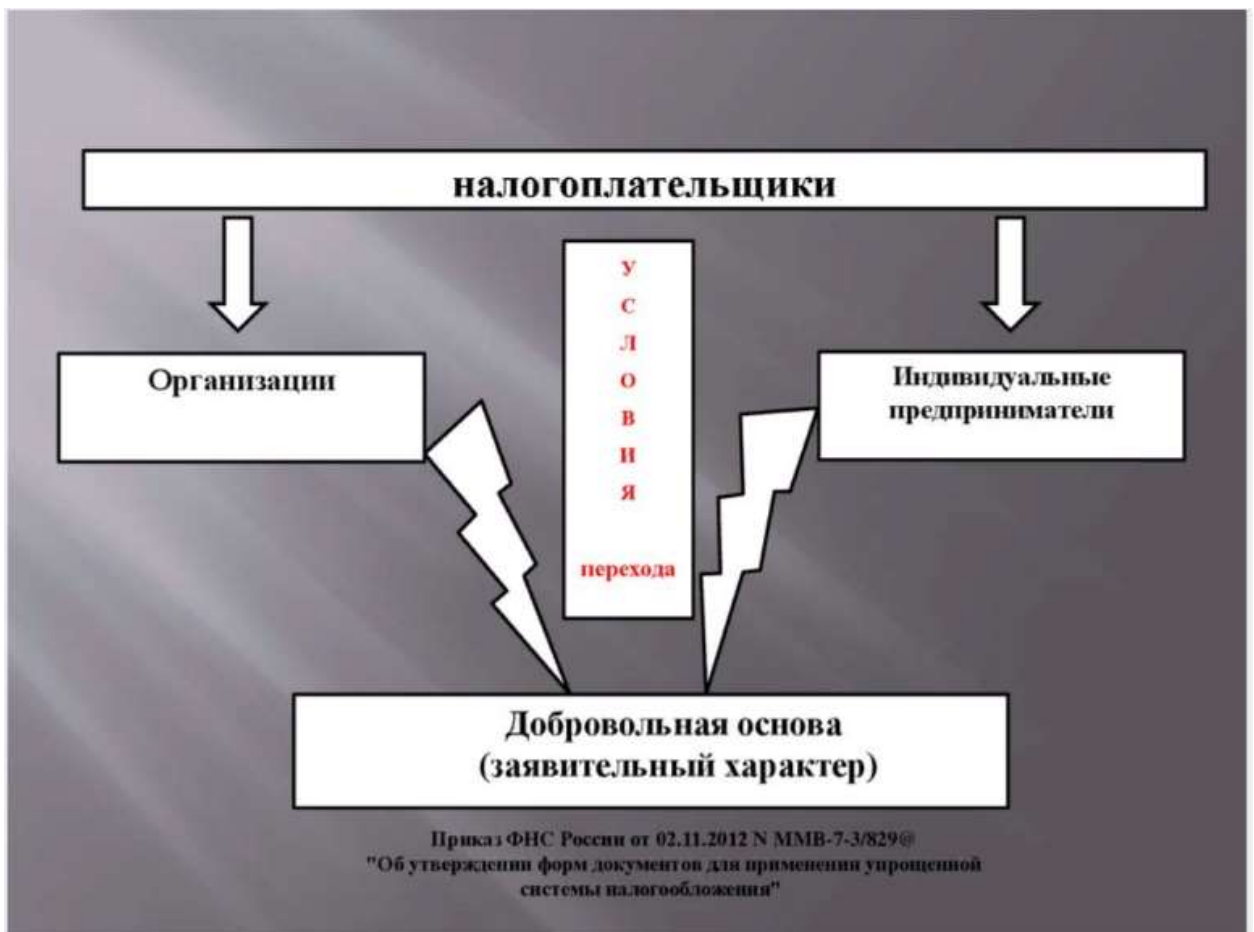 налогоплательщики
У
С
Л
О
В
И
Я
перехода
Организации
Индивидуальные
предприниматели
Добровольная основа
(заявительный характер)
Приказ ФНС России от 02.11.2012 N ММВ-7-3/829@
"Об утверждении форм документов для применения упрощенной
системы налогообложения"